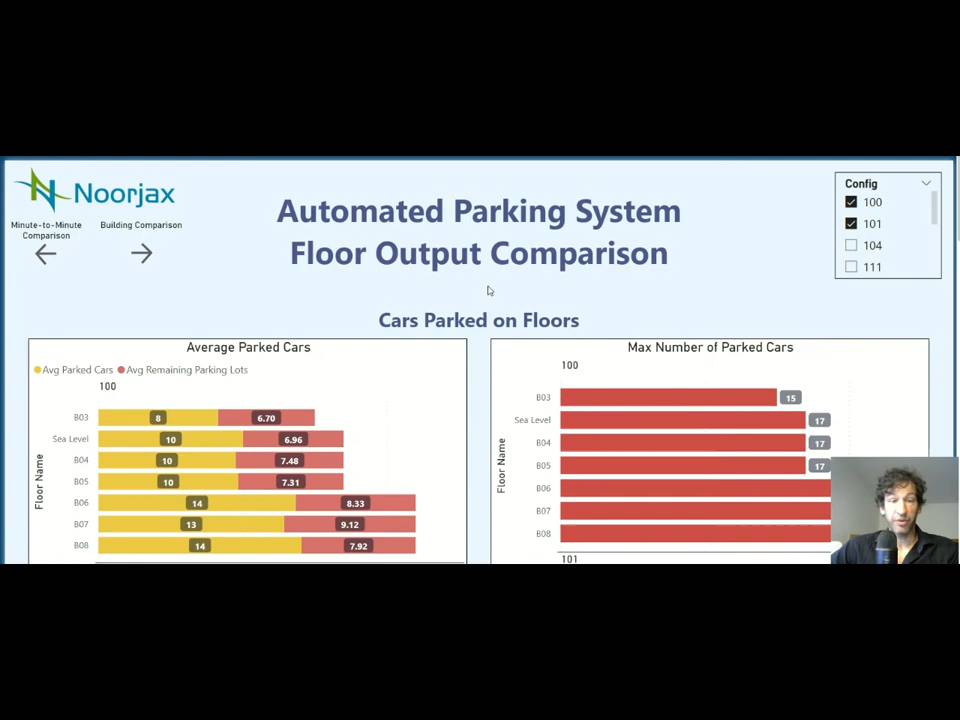 Noorjax
Minute-to-Minute
Comparison
Building Comparison
Automated Parking System
Floor Output Comparison
Config
100
101
104
111
Cars Parked on Floors
Average Parked Cars
Avg Parked Cars
Avg Remaining Parking Lots
100
Floor Name
B03
8
6.70
Sea Level
10
6.96
B04
10
7.48
B05
10
7.31
B06
14
8.33
B07
13
9.12
B08
14
7.92
Max Number of Parked Cars
100
Floor Name
B03
15
Sea Level
17
B04
17
B05
17
B06
B07
B08
101